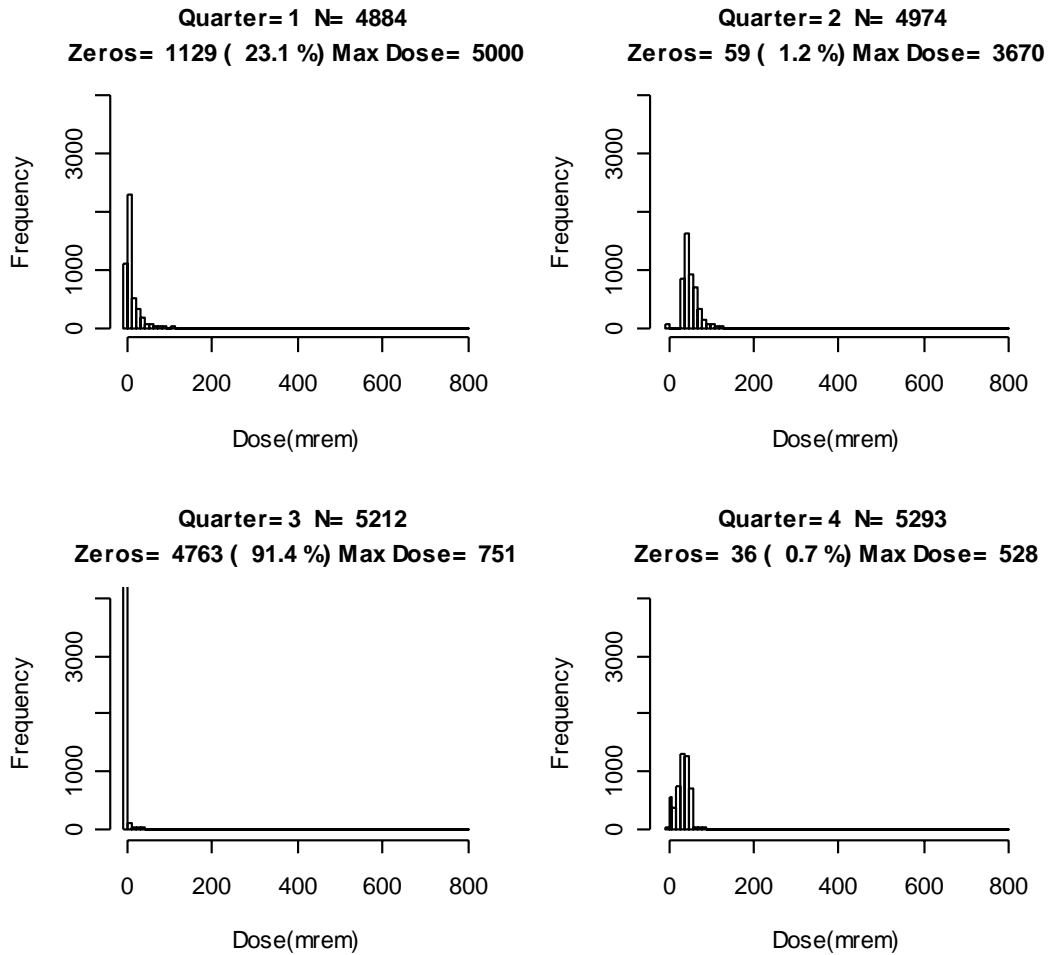 Quarter= 1 N= 4884
Zeros= 1129 ( 23.1 %) Max Dose= 5000
Frequency
3000
1000
0
0 200 400 600 800
Dose(mrem)
Quarter= 2 N= 4974
Zeros= 59 ( 1.2 %) Max Dose= 3670
Frequency
3000
1000
0
0 200 400 600 800
Dose(mrem)
Quarter= 3 N= 5212
Zeros= 4763 ( 91.4 %) Max Dose= 751
Frequency
3000
1000
0
0 200 400 600 800
Dose(mrem)
Quarter= 4 N= 5293
Zeros= 36 ( 0.7 %) Max Dose= 528
Frequency
3000
1000
0
0 200 400 600 800
Dose(mrem)